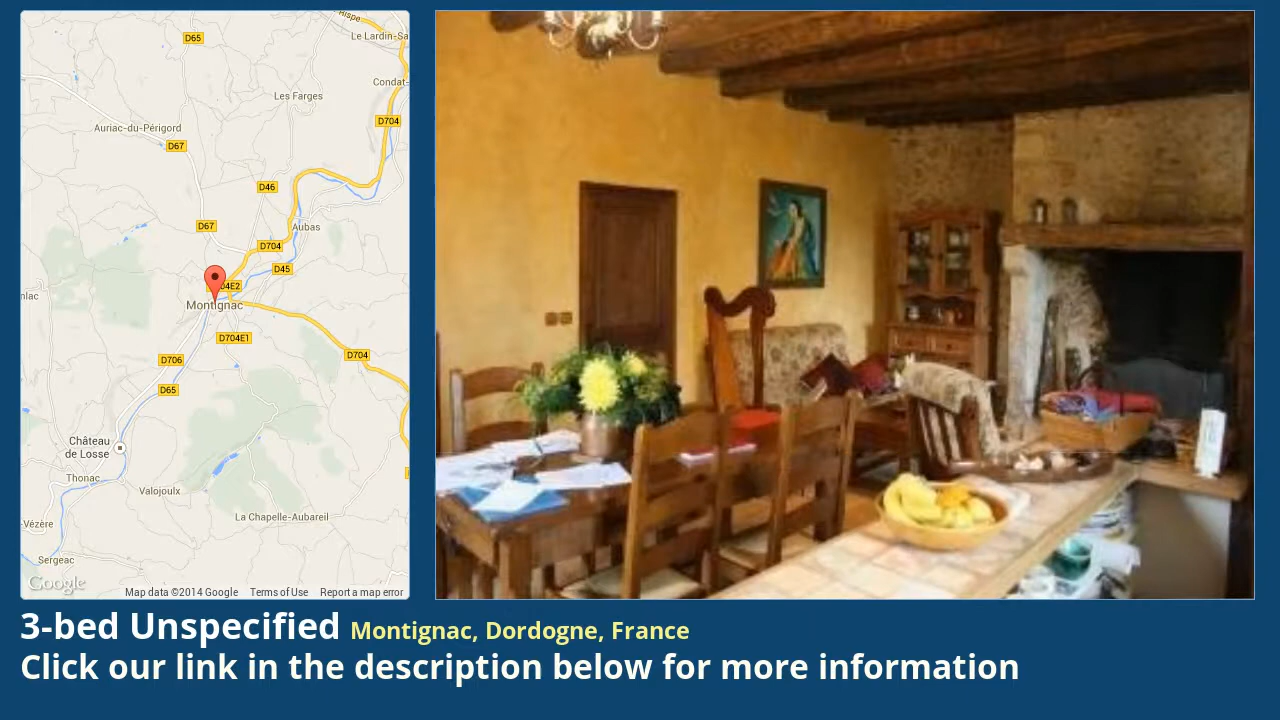 Rispe
D65
Le Lardin-Sa
Condat-
Les Farges
D704
Auriac-du-Périgord
D67
D46
D67
Aubas
D704
D45
nlac
04E2
Montignac
D704E1
D706
D704
D65
Château
de Losse
Thonac
Valojoulx
-Vézère
La Chapelle-Aubareil
Sergeac
Google
Map data ©2014 Google Terms of Use Report a map error
3-bed Unspecified Montignac, Dordogne, France
Click our link in the description below for more information